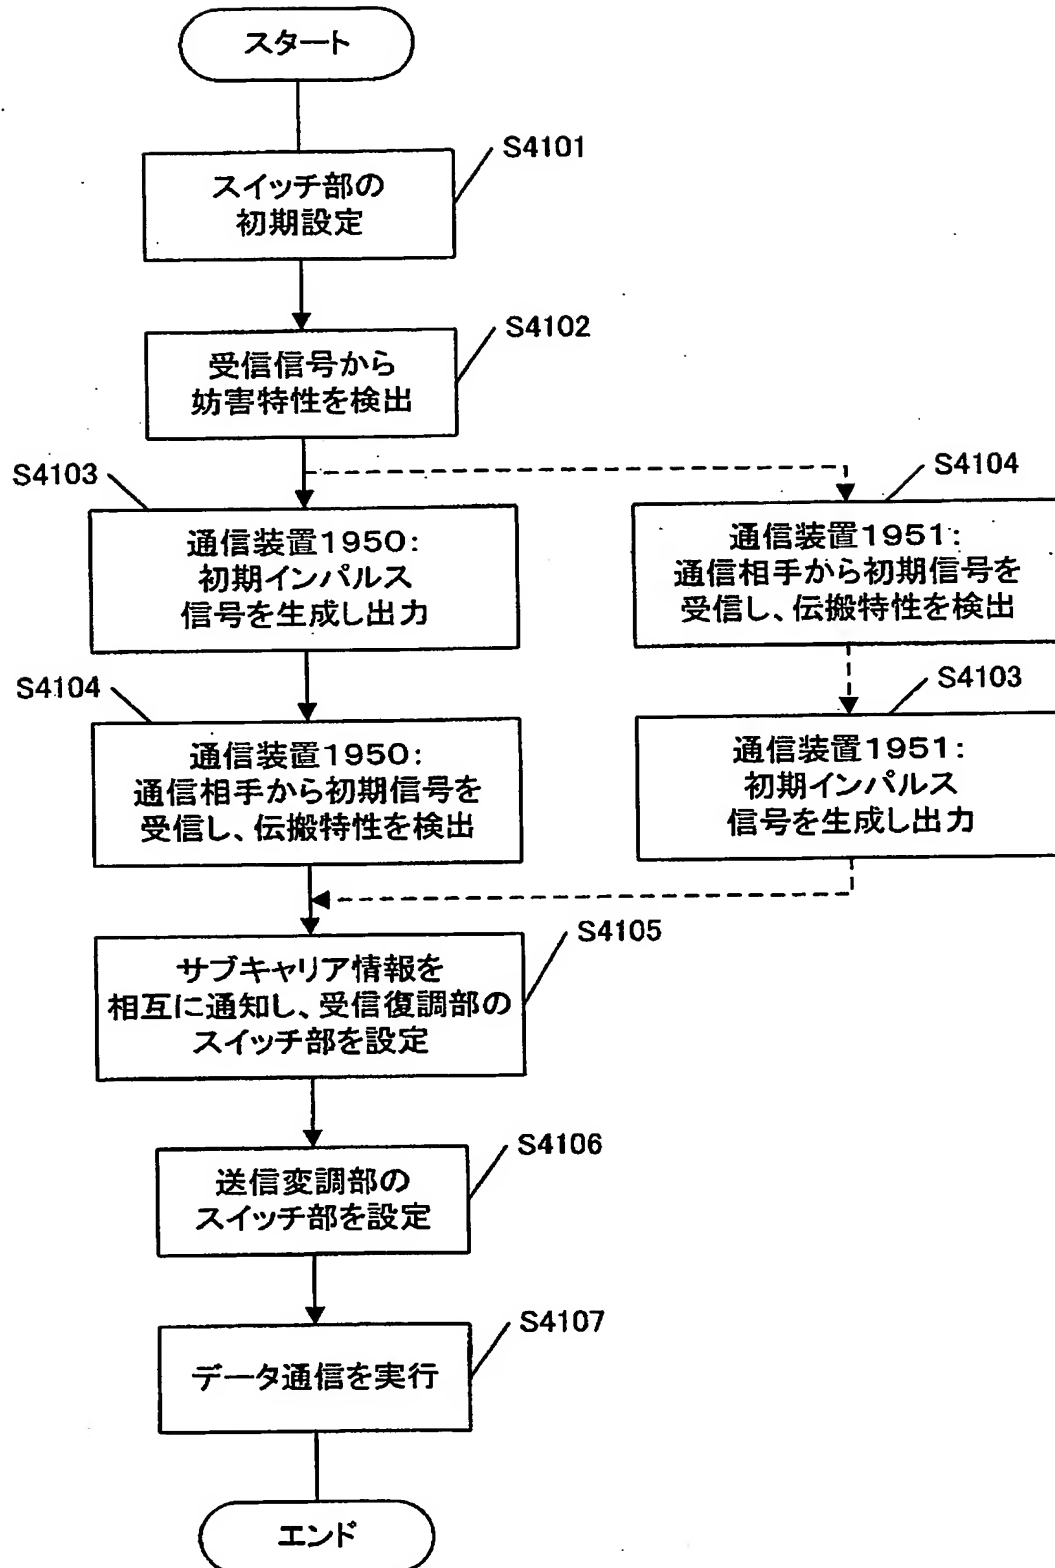 スタート
S4101
スイッチ部の
初期設定
S4102
受信信号から
妨害特性を検出
S4103
通信装置1950:
初期インパルス
信号を生成し出力
S4104
通信装置1951:
通信相手から初期信号を
受信し、伝搬特性を検出
S4104
通信装置1950:
通信相手から初期信号を
受信し、伝搬特性を検出
S4103
通信装置1951:
初期インパルス
信号を生成し出力
S4105
サブキャリア情報を
相互に通知し、受信復調部の
スイッチ部を設定
S4106
送信変調部の
スイッチ部を設定
S4107
データ通信を実行
エンド